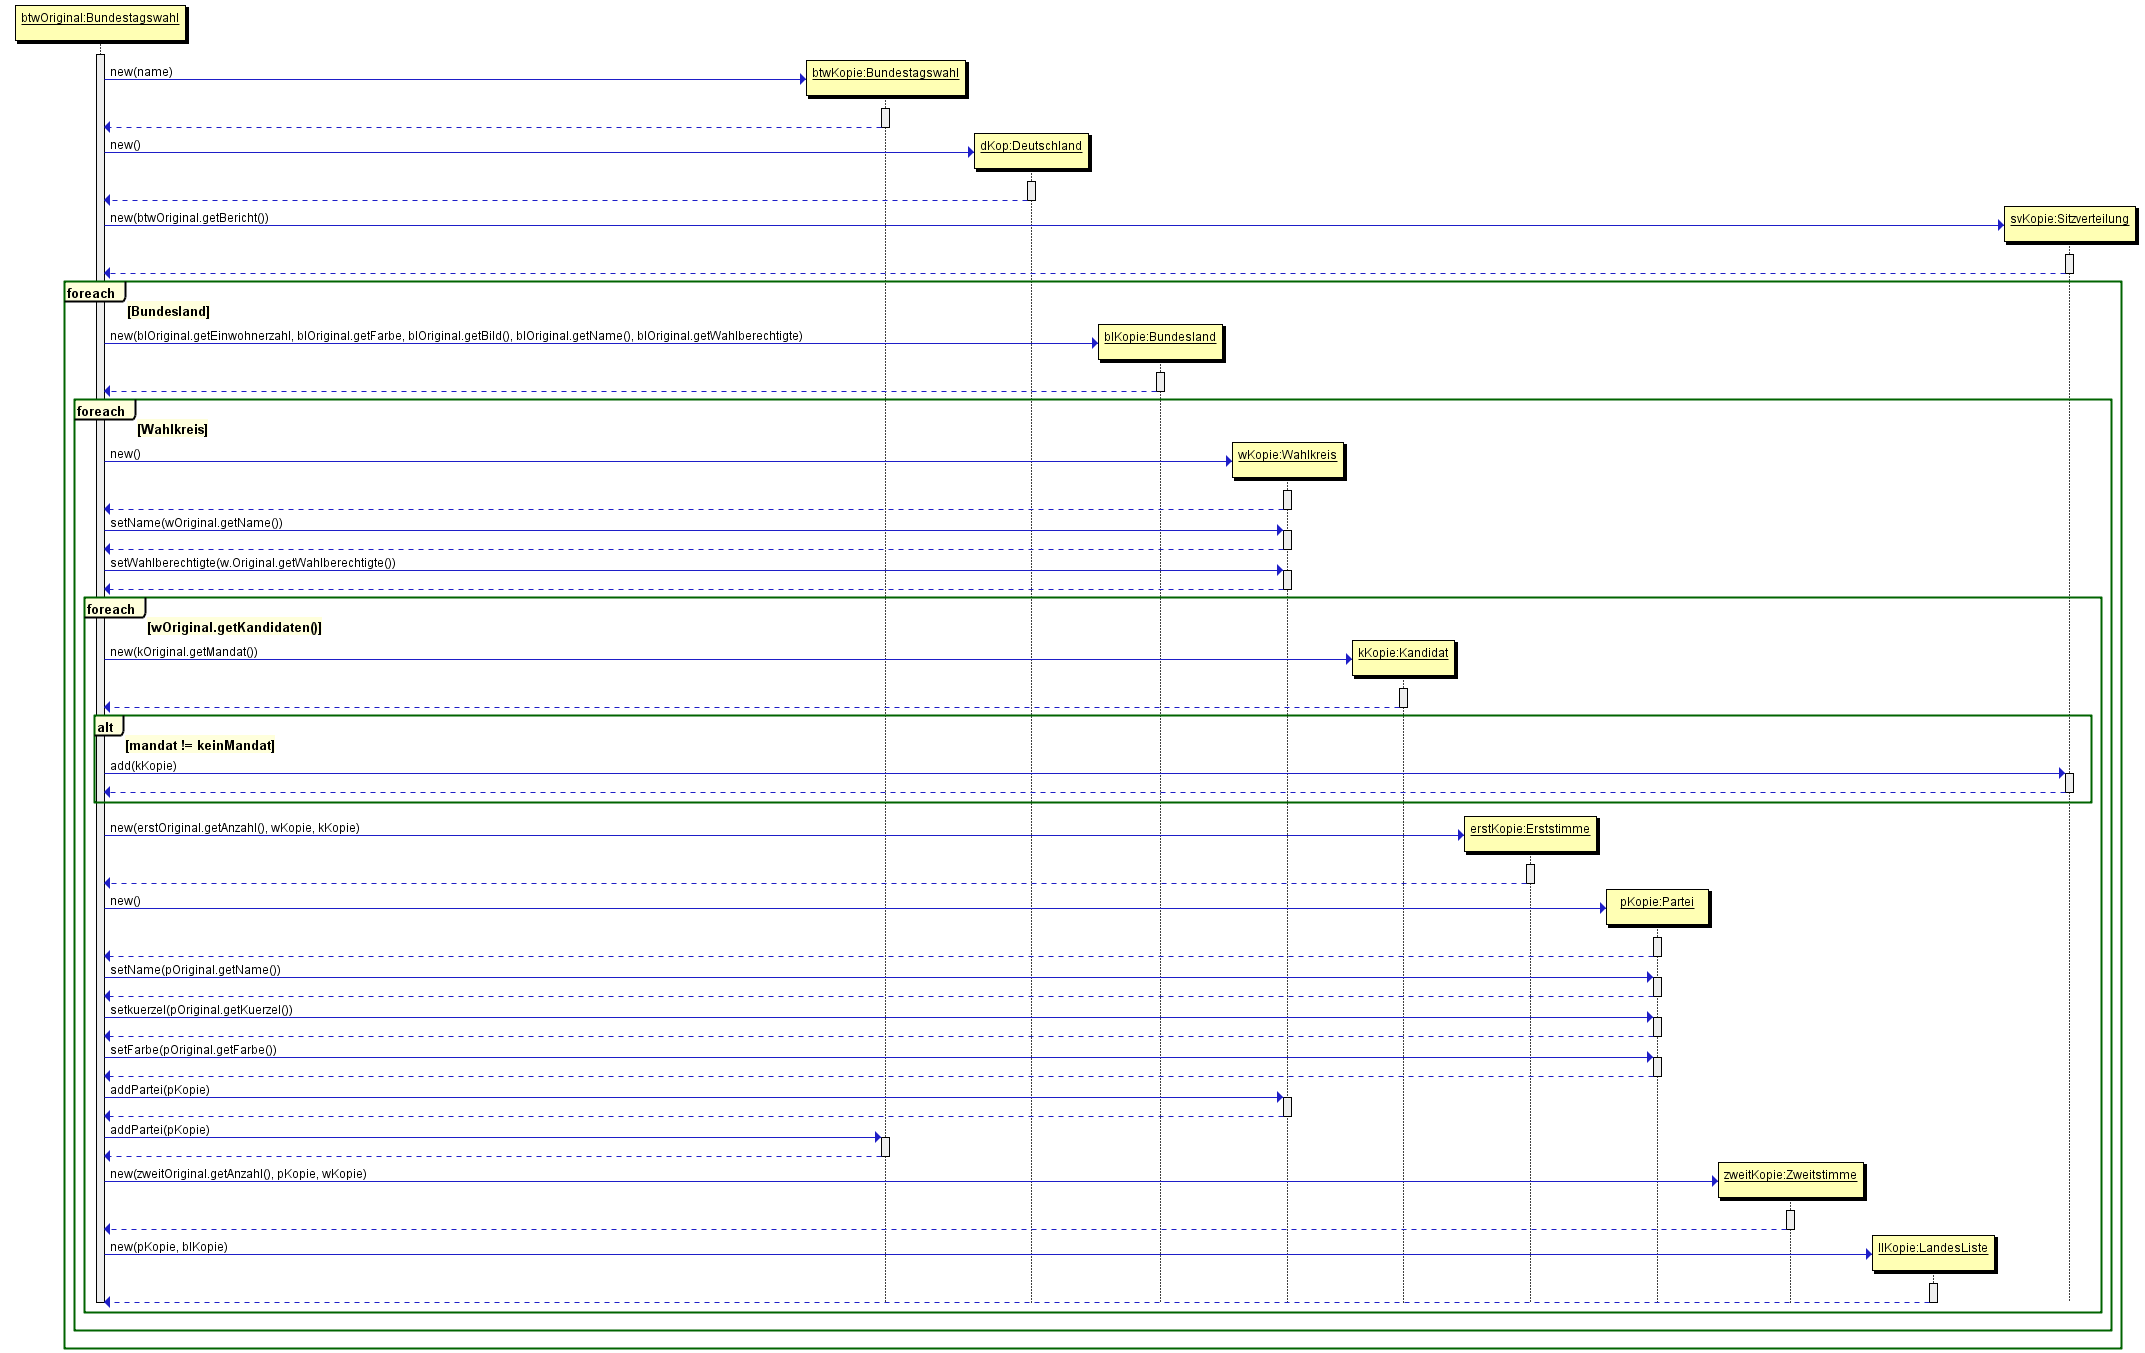 btwOriginal:Bundestagswahl
new(name)
btwKopie:Bundestagswahl
new()
dKop:Deutschland
new(btwOriginal.getBericht())
svKopie:Sitzverteilung
foreach
[Bundesland]
new(blOriginal.getEinwohnerzahl, blOriginal.getFarbe, blOriginal.getBild(), blOriginal.getName(), blOriginal.getWahlberechtigte)
blKopie:Bundesland
foreach
[Wahlkreis]
new()
wKopie:Wahlkreis
setName(wOriginal.getName())
setWahlberechtigte(w.Original.getWahlberechtigte())
foreach
[wOriginal.getKandidaten()]
new(kOriginal.getMandat())
kKopie:Kandidat
alt
[mandat != keinMandat]
add(kKopie)
new(erstOriginal.getAnzahl(), wKopie, kKopie)
erstKopie:Erststimme
new()
pKopie:Partei
setName(pOriginal.getName())
setkuerzel(pOriginal.getKuerzel())
setFarbe(pOriginal.getFarbe())
addPartei(pKopie)
addPartei(pKopie)
new(zweitOriginal.getAnzahl(), pKopie, wKopie)
zweitKopie:Zweitstimme
new(pKopie, blKopie)
llKopie:LandesListe